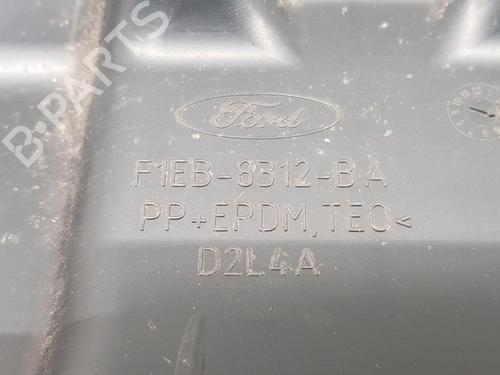 B-PARTS
Ford
F1EB-8312-BA
PP+EPDM,TEO<
D2L4A